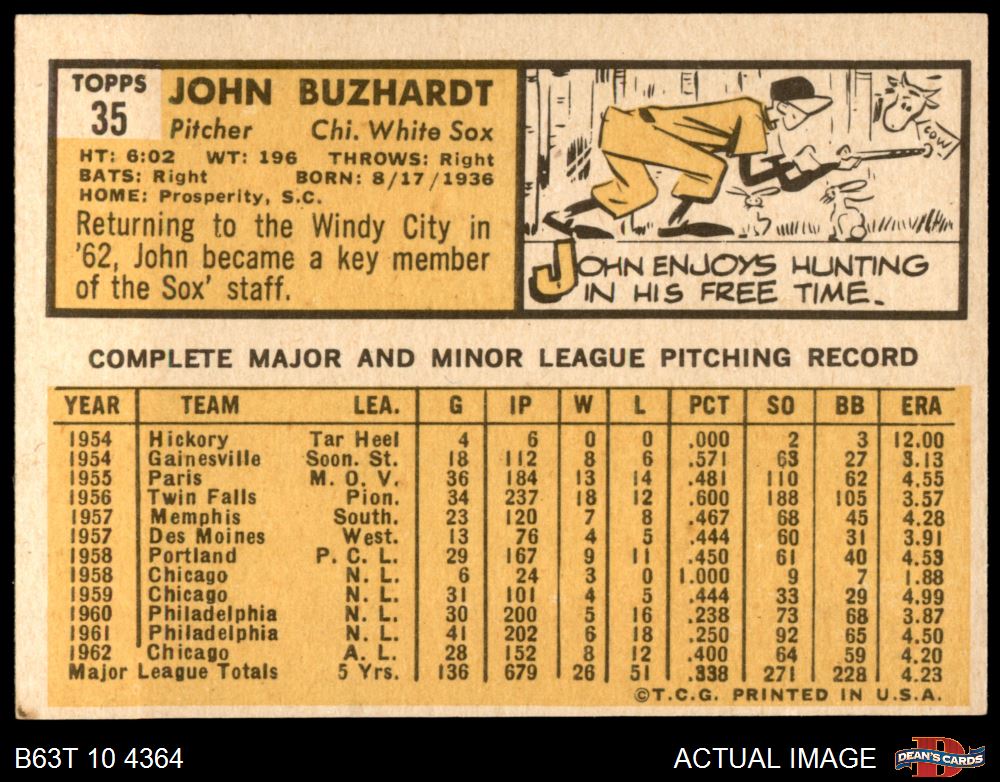 TOPPS
35
JOHN BUZHARDT
Pitcher Chi. White Sox
HT: 6:02 WT: 196 THROWS: Right
BATS: Right BORN: 8/17/1936
HOME: Prosperity, S.C.
Returning to the Windy City in
'62, John became a key member
of the Sox' staff.
COW
JOHN ENJOYS HUNTING
IN HIS FREE TIME.
COMPLETE MAJOR AND MINOR LEAGUE PITCHING RECORD
YEAR TEAM LEA. G IP W L PCT SO BB ERA
1954 Hickory Tar Heel 4 6 0 0 .000 2 3 12.00
1954 Gainesville Soon. St. 18 112 8 6 .571 63 27 3.13
1955 Paris M. O. V. 36 184 13 14 .481 110 62 4.55
1956 Twin Falls Pion. 34 237 18 12 .600 188 105 3.57
1957 Memphis South. 23 120 7 8 .467 68 45 4.28
1957 Des Moines West. 13 76 4 5 .444 60 31 3.91
1958 Portland P. C. L. 29 167 9 11 .450 61 40 4.53
1958 Chicago N. L. 6 24 3 0 1.000 9 7 1.88
1959 Chicago N. L. 31 101 4 5 .444 33 29 4.99
1960 Philadelphia N. L. 30 200 5 16 .238 73 68 3.87
1961 Philadelphia N. L. 41 202 6 18 .250 92 65 4.50
1962 Chicago A. L. 28 152 8 12 .400 64 59 4.20
Major League Totals 5 Yrs. 136 679 26 51 .338 271 228 4.23
©T.C.G. PRINTED IN U.S.A.
B63T 10 4364
ACTUAL IMAGE
D
DEAN'S CARDS